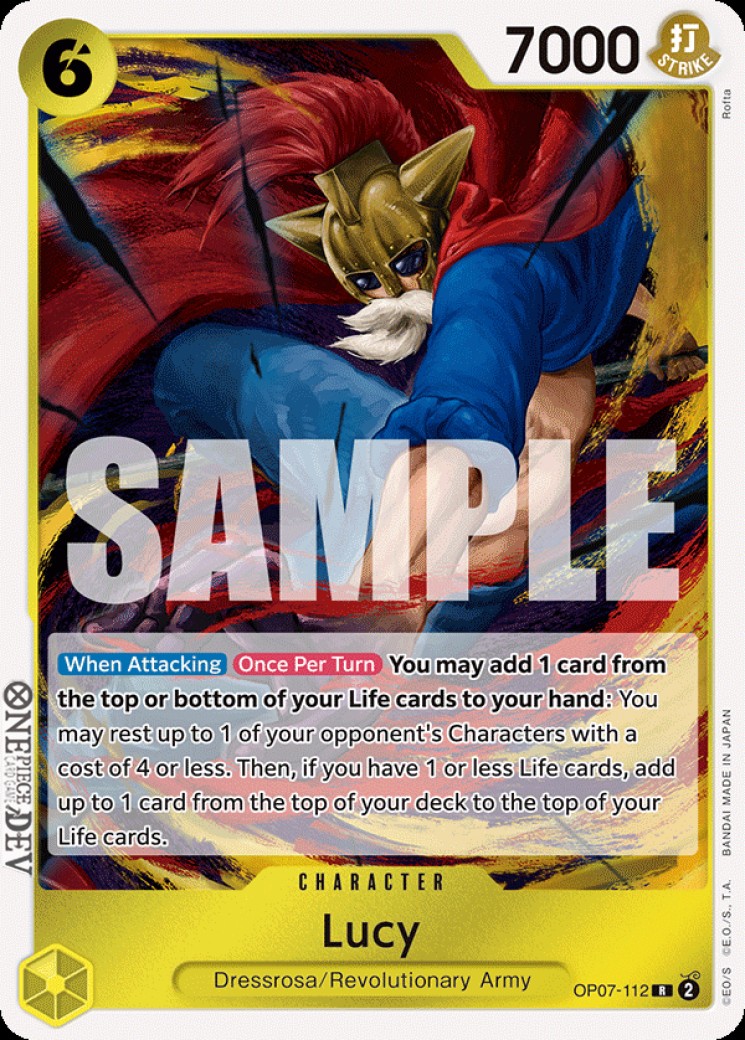 6
7000
打
STRIKE
Rofta
SAMPLE
When Attacking Once Per Turn You may add 1 card from
the top or bottom of your Life cards to your hand: You
may rest up to 1 of your opponent's Characters with a
cost of 4 or less. Then, if you have 1 or less Life cards, add
up to 1 card from the top of your deck to the top of your
Life cards.
ONE PIECE
CARD GAME
DEV
©EO/S ©E.O./S., T.A. BANDAI MADE IN JAPAN
CHARACTER
Lucy
Dressrosa/Revolutionary Army
OP07-112 R 2